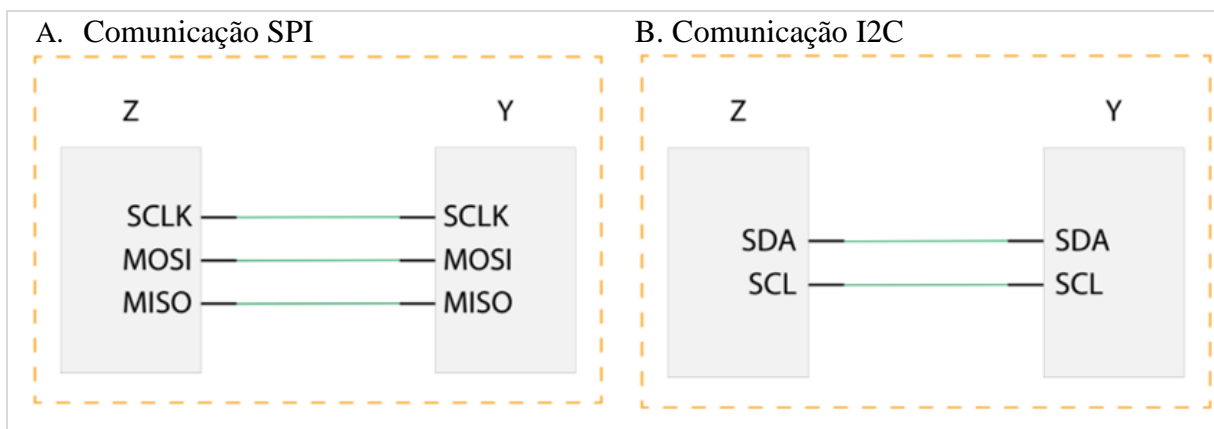 A. Comunicação SPI
Z Y
SCLK SCLK
MOSI MOSI
MISO MISO
B. Comunicação I2C
Z Y
SDA SDA
SCL SCL